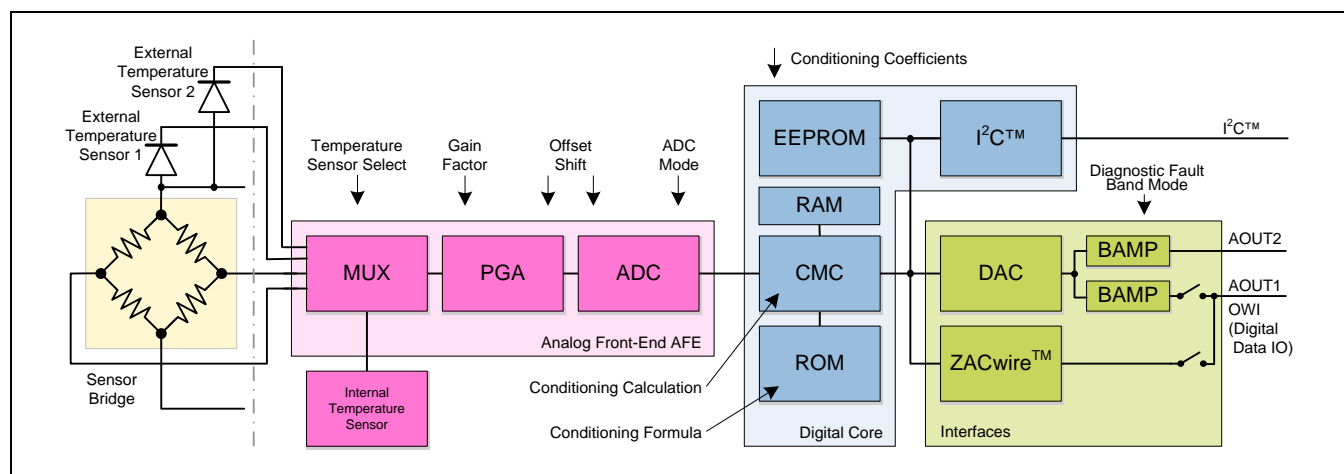 External
Temperature
Sensor 2
External
Temperature
Sensor 1
Sensor
Bridge
Temperature
Sensor Select
Gain
Factor
Offset
Shift
ADC
Mode
MUX
PGA
ADC
Analog Front-End AFE
Internal
Temperature
Sensor
Conditioning Coefficients
EEPROM
I²C™
RAM
CMC
ROM
Conditioning Calculation
Conditioning Formula
Digital Core
I²C™
Diagnostic Fault
Band Mode
DAC
BAMP
BAMP
ZACwire™
Interfaces
AOUT2
AOUT1
OWI
(Digital
Data IO)